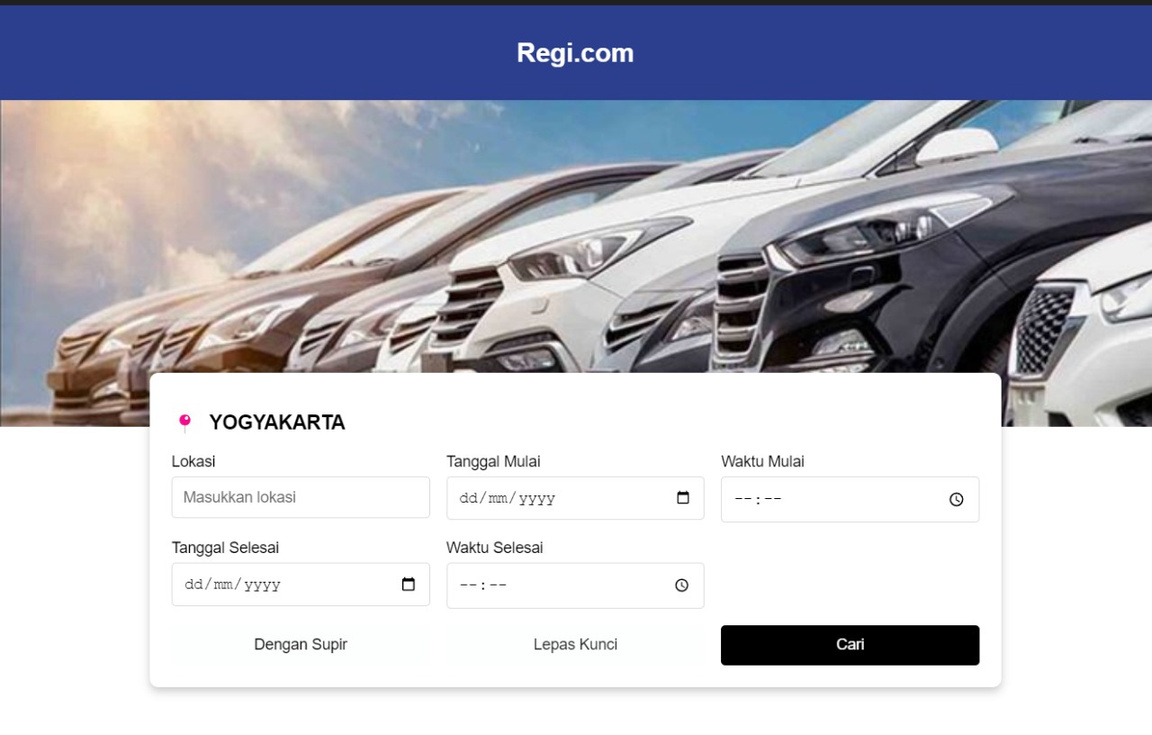 Regi.com
YOGYAKARTA
Lokasi
Tanggal Mulai
Waktu Mulai
Masukkan lokasi
dd/mm/yyyy
--:--
Tanggal Selesai
Waktu Selesai
dd/mm/yyyy
--:--
Dengan Supir
Lepas Kunci
Cari